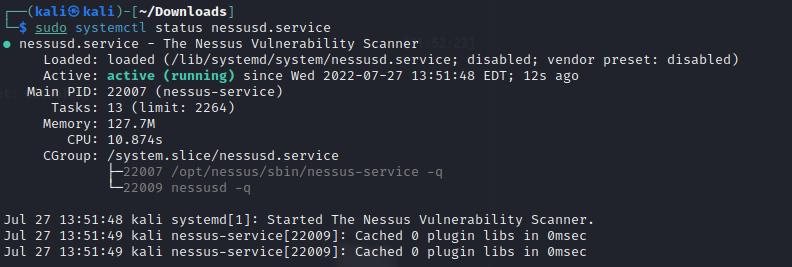 ┌──(kali㉿kali)-[~/Downloads]
└─$ sudo systemctl status nessusd.service
● nessusd.service - The Nessus Vulnerability Scanner
     Loaded: loaded (/lib/systemd/system/nessusd.service; disabled; vendor preset: disabled)
     Active: active (running) since Wed 2022-07-27 13:51:48 EDT; 12s ago
   Main PID: 22007 (nessus-service)
      Tasks: 13 (limit: 2264)
     Memory: 127.7M
        CPU: 10.874s
     CGroup: /system.slice/nessusd.service
             ├─22007 /opt/nessus/sbin/nessus-service -q
             └─22009 nessusd -q

Jul 27 13:51:48 kali systemd[1]: Started The Nessus Vulnerability Scanner.
Jul 27 13:51:49 kali nessus-service[22009]: Cached 0 plugin libs in 0msec
Jul 27 13:51:49 kali nessus-service[22009]: Cached 0 plugin libs in 0msec